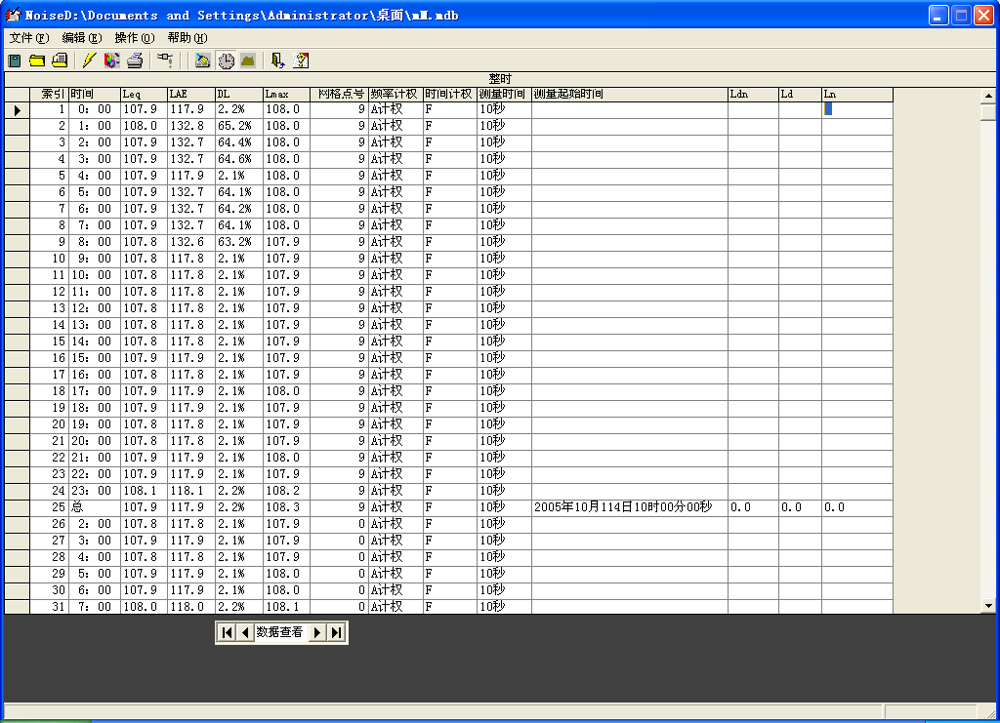 NoiseD:\Documents and Settings\Administrator\桌面\mM.mdb
文件(F) 编辑(E) 操作(O) 帮助(H)
整时
索引 时间 Leq LAE DL Lmax 网格点号 频率计权 时间计权 测量时间 测量起始时间 Ldn Ld Ln
1 0: 00 107.9 117.9 2.2% 108.0 9 A计权 F 10秒
2 1: 00 108.0 132.8 65.2% 108.0 9 A计权 F 10秒
3 2: 00 107.9 132.7 64.4% 108.0 9 A计权 F 10秒
4 3: 00 107.9 132.7 64.6% 108.0 9 A计权 F 10秒
5 4: 00 107.9 117.9 2.1% 108.0 9 A计权 F 10秒
6 5: 00 107.9 132.7 64.1% 108.0 9 A计权 F 10秒
7 6: 00 107.9 132.7 64.2% 108.0 9 A计权 F 10秒
8 7: 00 107.9 132.7 64.1% 108.0 9 A计权 F 10秒
9 8: 00 107.8 132.6 63.2% 107.9 9 A计权 F 10秒
10 9: 00 107.8 117.8 2.1% 107.9 9 A计权 F 10秒
11 10: 00 107.8 117.8 2.1% 107.9 9 A计权 F 10秒
12 11: 00 107.8 117.8 2.1% 107.9 9 A计权 F 10秒
13 12: 00 107.8 117.8 2.1% 107.9 9 A计权 F 10秒
14 13: 00 107.8 117.8 2.1% 107.9 9 A计权 F 10秒
15 14: 00 107.8 117.8 2.1% 107.9 9 A计权 F 10秒
16 15: 00 107.8 117.9 2.1% 107.9 9 A计权 F 10秒
17 16: 00 107.8 117.8 2.1% 107.9 9 A计权 F 10秒
18 17: 00 107.9 117.9 2.1% 108.0 9 A计权 F 10秒
19 18: 00 107.9 117.9 2.1% 107.9 9 A计权 F 10秒
20 19: 00 107.8 117.8 2.1% 107.9 9 A计权 F 10秒
21 20: 00 107.8 117.8 2.1% 107.9 9 A计权 F 10秒
22 21: 00 107.9 117.9 2.1% 108.0 9 A计权 F 10秒
23 22: 00 107.9 117.9 2.1% 107.9 9 A计权 F 10秒
24 23: 00 108.1 118.1 2.2% 108.2 9 A计权 F 10秒
25 总 107.9 117.9 2.2% 108.3 9 A计权 F 10秒 2005年10月114日10时00分00秒 0.0 0.0 0.0
26 2: 00 107.8 117.9 2.1% 107.9 0 A计权 F 10秒
27 3: 00 107.9 117.9 2.1% 107.9 0 A计权 F 10秒
28 4: 00 107.8 117.8 2.1% 107.9 0 A计权 F 10秒
29 5: 00 107.9 117.9 2.2% 108.0 0 A计权 F 10秒
30 6: 00 107.9 117.9 2.1% 108.0 0 A计权 F 10秒
31 7: 00 108.0 118.0 2.2% 108.1 0 A计权 F 10秒
数据查看